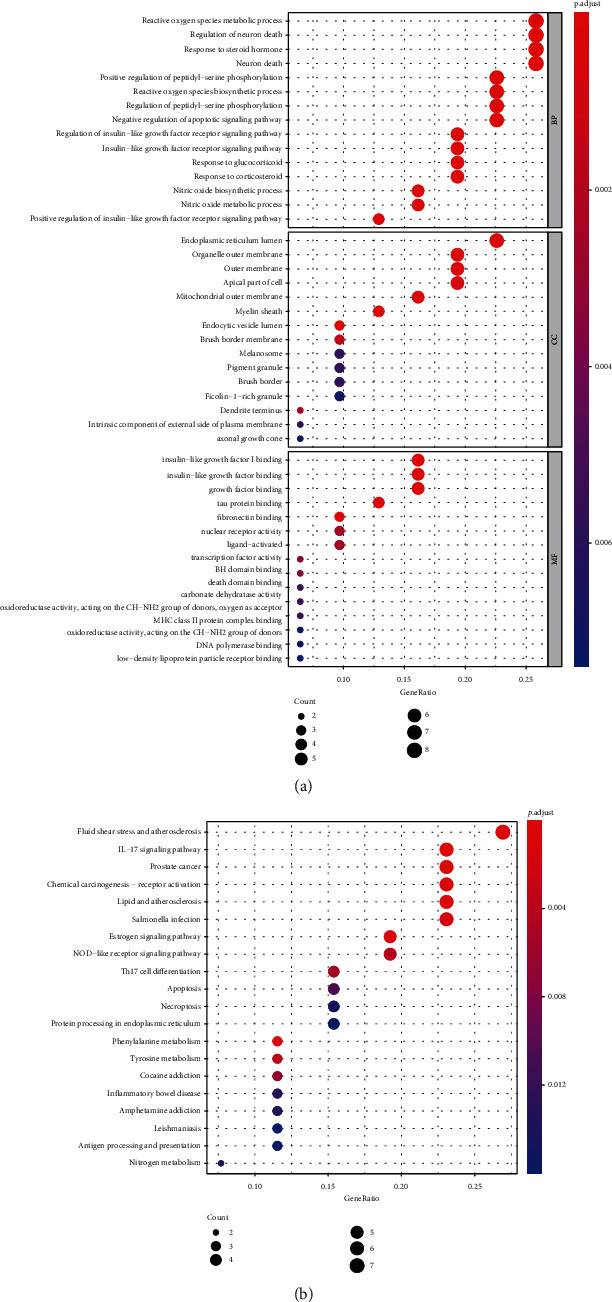 p.adjust
Reactive oxygen species metabolic process
Regulation of neuron death
Response to steroid hormone
Neuron death
Positive regulation of peptidyl−serine phosphorylation
Reactive oxygen species biosynthetic process
Regulation of peptidyl−serine phosphorylation
Negative regulation of apoptotic signaling pathway
Regulation of insulin−like growth factor receptor signaling pathway
Insulin−like growth factor receptor signaling pathway
Response to glucocorticoid
Response to corticosteroid
Nitric oxide biosynthetic process
Nitric oxide metabolic process
Positive regulation of insulin−like growth factor receptor signaling pathway
BP
Endoplasmic reticulum lumen
Organelle outer membrane
Outer membrane
Apical part of cell
Mitochondrial outer membrane
Myelin sheath
Endocytic vesicle lumen
Brush border membrane
Melanosome
Pigment granule
Brush border
Ficolin−1−rich granule
Dendrite terminus
Intrinsic component of external side of plasma membrane
axonal growth cone
CC
insulin−like growth factor I binding
insulin−like growth factor binding
growth factor binding
tau protein binding
fibronectin binding
nuclear receptor activity
ligand−activated
transcription factor activity
BH domain binding
death domain binding
carbonate dehydratase activity
oxidoreductase activity, acting on the CH−NH2 group of donors, oxygen as acceptor
MHC class II protein complex binding
oxidoreductase activity, acting on the CH−NH2 group of donors
DNA polymerase binding
low−density lipoprotein particle receptor binding
MF
0.002
0.004
0.006
0.10 0.15 0.20 0.25
GeneRatio
Count
2
3
4
5
6
7
8
(a)
p.adjust
Fluid shear stress and atherosclerosis
IL−17 signaling pathway
Prostate cancer
Chemical carcinogenesis − receptor activation
Lipid and atherosclerosis
Salmonella infection
Estrogen signaling pathway
NOD−like receptor signaling pathway
Th17 cell differentiation
Apoptosis
Necroptosis
Protein processing in endoplasmic reticulum
Phenylalanine metabolism
Tyrosine metabolism
Cocaine addiction
Inflammatory bowel disease
Amphetamine addiction
Leishmaniasis
Antigen processing and presentation
Nitrogen metabolism
0.004
0.008
0.012
0.10 0.15 0.20 0.25
GeneRatio
Count
2
3
4
5
6
7
(b)